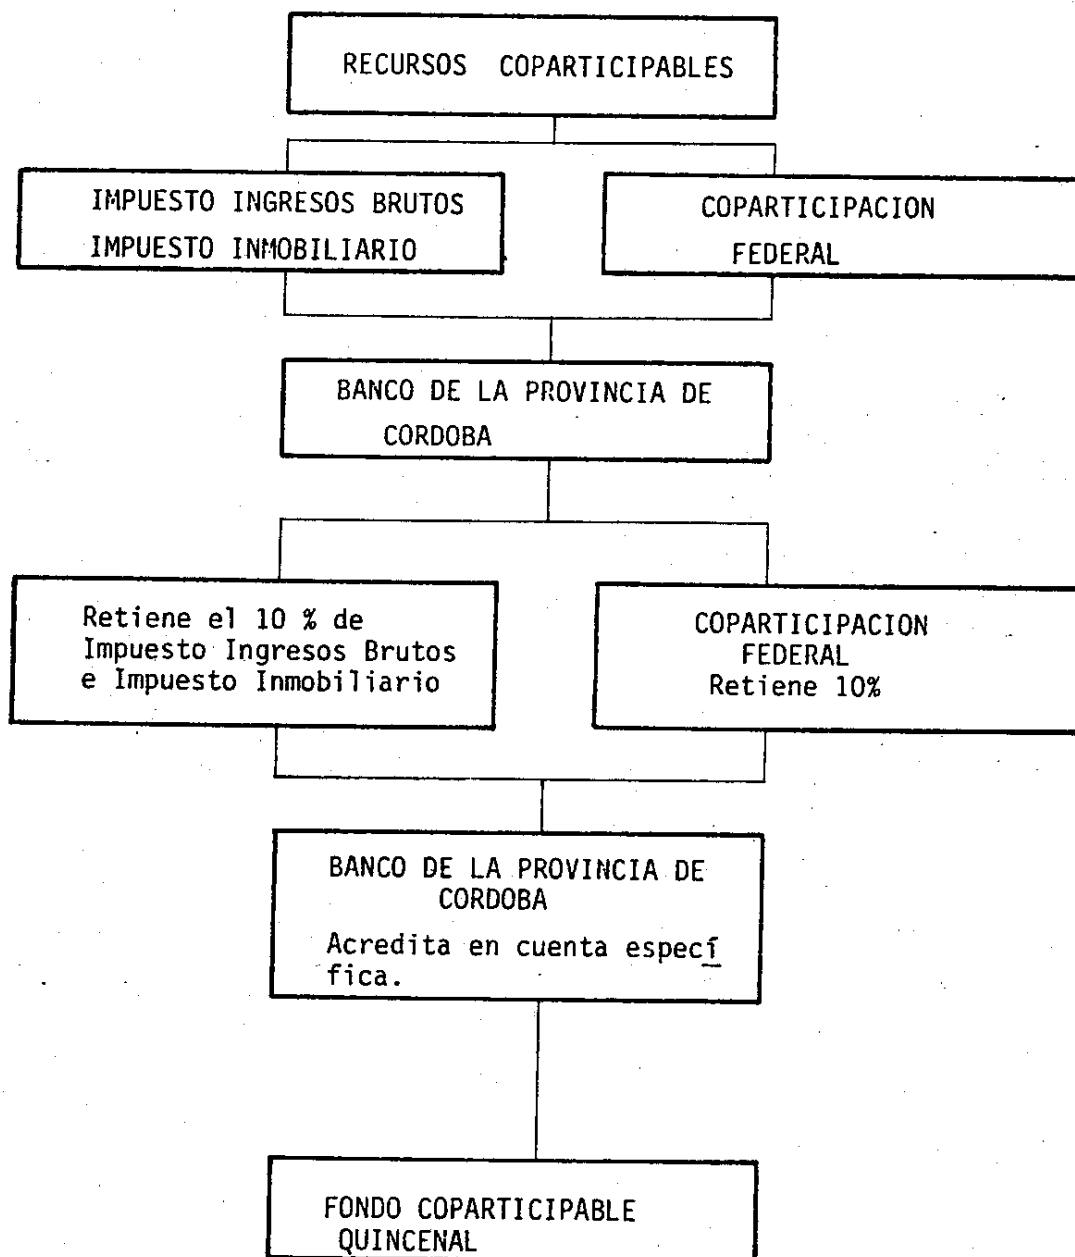 RECURSOS COPARTICIPABLES
IMPUESTO INGRESOS BRUTOS
IMPUESTO INMOBILIARIO
COPARTICIPACION
FEDERAL
BANCO DE LA PROVINCIA DE
CORDOBA
Retiene el 10 % de
Impuesto Ingresos Brutos
e Impuesto Inmobiliario
COPARTICIPACION
FEDERAL
Retiene 10%
BANCO DE LA PROVINCIA DE
CORDOBA
Acredita en cuenta específ
fica.
FONDO COPARTICIPABLE
QUINCENAL